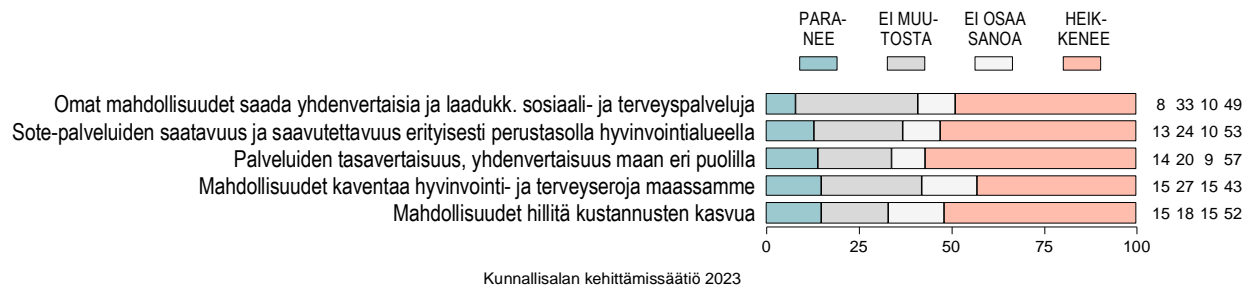 PARA- EI MUU- EI OSAA HEIK-
NEE TOSTA SANOA KENEE
Omat mahdollisuudet saada yhdenvertaisia ja laadukk. sosiaali- ja terveyspalveluja 8 33 10 49
Sote-palveluiden saatavuus ja saavutettavuus erityisesti perustasolla hyvinvointialueella 13 24 10 53
Palveluiden tasavertaisuus, yhdenvertaisuus maan eri puolilla 14 20 9 57
Mahdollisuudet kaventaa hyvinvointi- ja terveyseroja maassamme 15 27 15 43
Mahdollisuudet hillitä kustannusten kasvua 15 18 15 52
0 25 50 75 100
Kunnallisalan kehittämissäätiö 2023